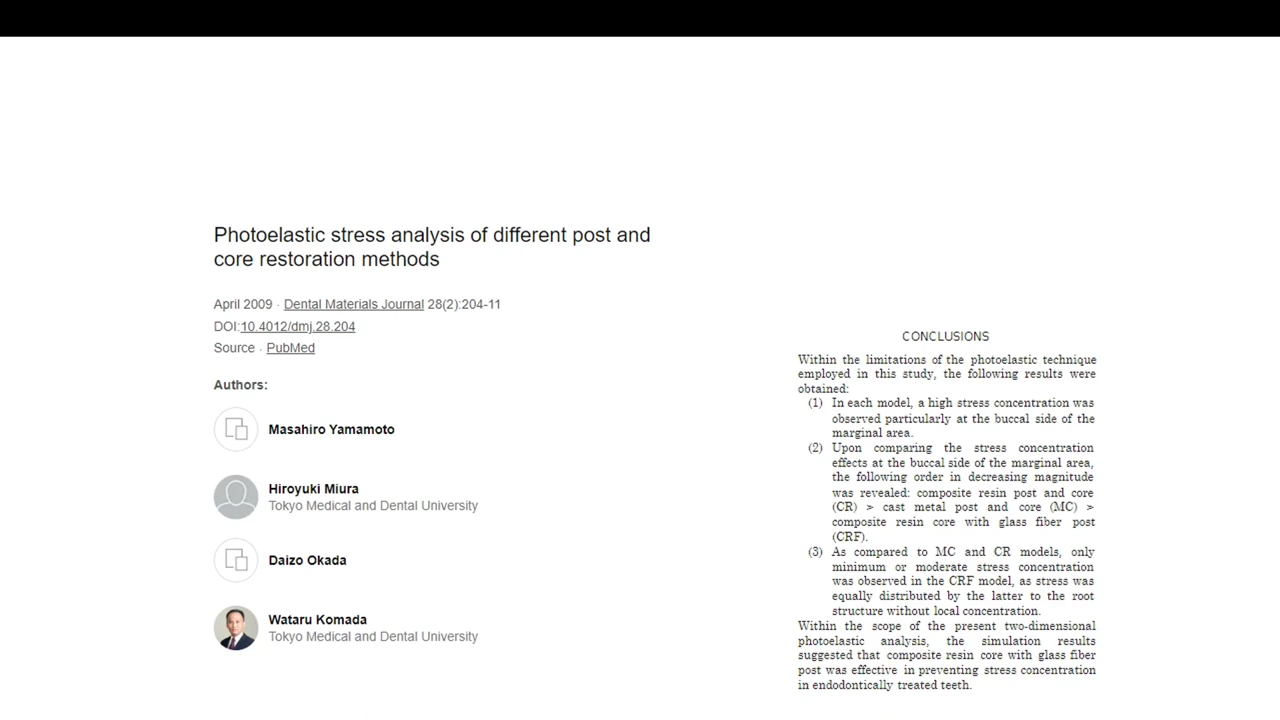 Photoelastic stress analysis of different post and
core restoration methods
April 2009 · Dental Materials Journal 28(2):204-11
DOI:10.4012/dmj.28.204
Source · PubMed
Authors:
Masahiro Yamamoto
Hiroyuki Miura
Tokyo Medical and Dental University
Daizo Okada
Wataru Komada
Tokyo Medical and Dental University
CONCLUSIONS
Within the limitations of the photoelastic technique
employed in this study, the following results were
obtained:
(1) In each model, a high stress concentration was
observed particularly at the buccal side of the
marginal area.
(2) Upon comparing the stress concentration
effects at the buccal side of the marginal area,
the following order in decreasing magnitude
was revealed: composite resin post and core
(CR) > cast metal post and core (MC) >
composite resin core with glass fiber post
(CRF).
(3) As compared to MC and CR models, only
minimum or moderate stress concentration
was observed in the CRF model, as stress was
equally distributed by the latter to the root
structure without local concentration.
Within the scope of the present two-dimensional
photoelastic analysis, the simulation results
suggested that composite resin core with glass fiber
post was effective in preventing stress concentration
in endodontically treated teeth.